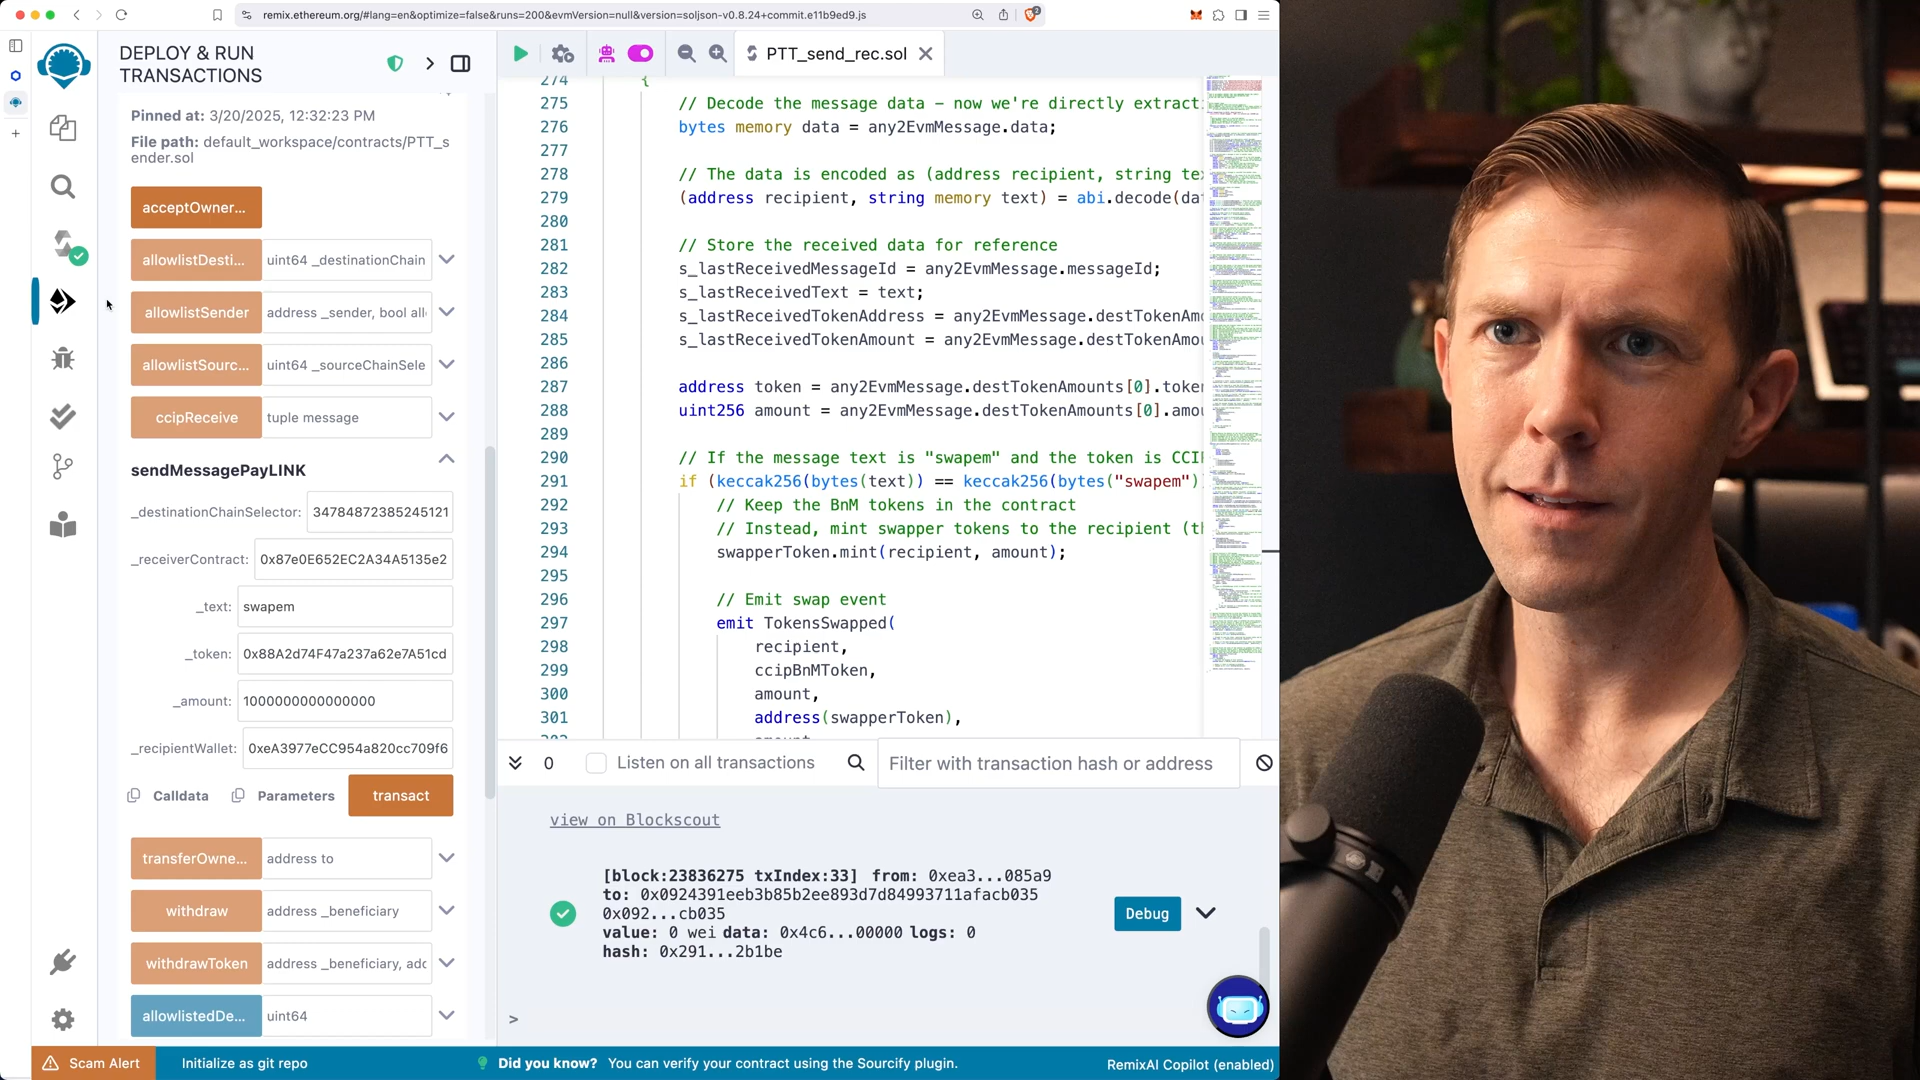 remix.ethereum.org/#lang=en&optimize=false&runs=200&evmVersion=null&version=soljson-v0.8.24+commit.e11b9ed9.js
2
DEPLOY & RUN
TRANSACTIONS
PTT_send_rec.sol
Pinned at: 3/20/2025, 12:32:23 PM
File path: default_workspace/contracts/PTT_s
ender.sol
acceptOwner...
allowlistDesti... uint64 _destinationChain
allowlistSender address _sender, bool all
allowlistSourc... uint64 _sourceChainSele
ccipReceive tuple message
sendMessagePayLINK
_destinationChainSelector: 34784872385245121
_receiverContract: 0x87e0E652EC2A34A5135e2
_text: swapem
_token: 0x88A2d74F47a237a62e7A51cd
_amount: 1000000000000000
_recipientWallet: 0xeA3977eCC954a820cc709f6
Calldata Parameters transact
transferOwne... address to
withdraw address _beneficiary
withdrawToken address _beneficiary, adc
allowlistedDe... uint64
274 {
275 // Decode the message data – now we're directly extract
276 bytes memory data = any2EvmMessage.data;
277
278 // The data is encoded as (address recipient, string te
279 (address recipient, string memory text) = abi.decode(dat
280
281 // Store the received data for reference
282 s_lastReceivedMessageId = any2EvmMessage.messageId;
283 s_lastReceivedText = text;
284 s_lastReceivedTokenAddress = any2EvmMessage.destTokenAmo
285 s_lastReceivedTokenAmount = any2EvmMessage.destTokenAmou
286
287 address token = any2EvmMessage.destTokenAmounts[0].token
288 uint256 amount = any2EvmMessage.destTokenAmounts[0].amou
289
290 // If the message text is "swapem" and the token is CCIP
291 if (keccak256(bytes(text)) == keccak256(bytes("swapem")
292 // Keep the BnM tokens in the contract
293 // Instead, mint swapper tokens to the recipient (th
294 swapperToken.mint(recipient, amount);
295
296 // Emit swap event
297 emit TokensSwapped(
298 recipient,
299 ccipBnMToken,
300 amount,
301 address(swapperToken),
0 Listen on all transactions Filter with transaction hash or address
view on Blockscout
[block:23836275 txIndex:33] from: 0xea3...085a9
to: 0x0924391eeb3b85b2ee893d7d84993711afacb035
0x092...cb035
value: 0 wei data: 0x4c6...00000 logs: 0
hash: 0x291...2b1be
Debug
>
Scam Alert Initialize as git repo Did you know? You can verify your contract using the Sourcify plugin. RemixAI Copilot (enabled)